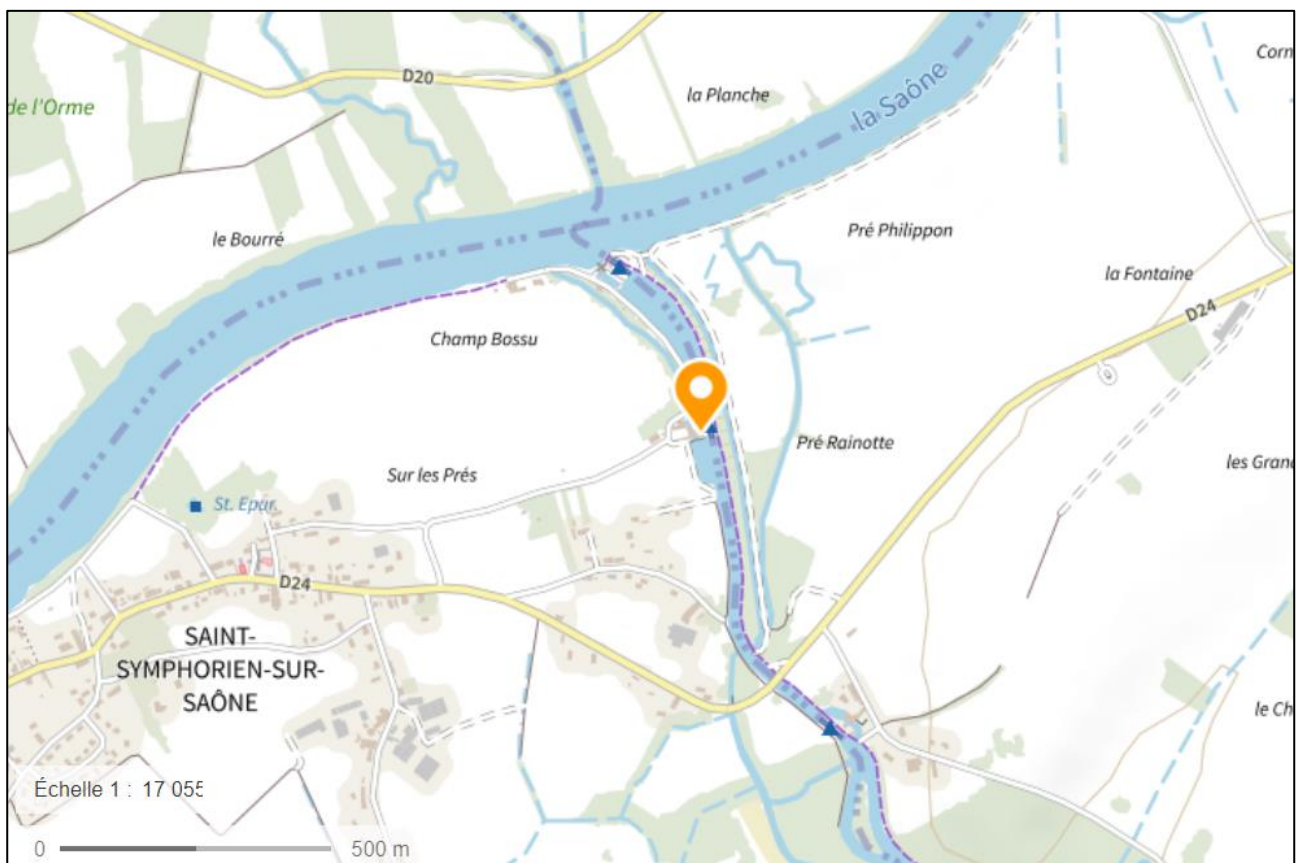 D20
Corn
la Planche
la Saône
de l'Orme
Pré Philippon
le Bourré
la Fontaine
D24
Champ Bossu
Pré Rainotte
les Gran
Sur les Prés
St. Epur.
D24
SAINT-
SYMPHORIEN-SUR-
SAÔNE
le Ch
Échelle 1 : 17 055
0 500 m